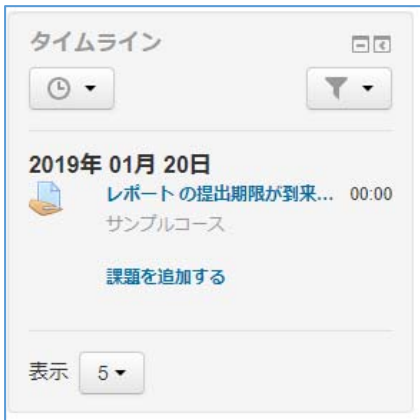 タイムライン
2019年 01月 20日
レポート の提出期限が到来... 00:00
サンプルコース
課題を追加する
表示 5